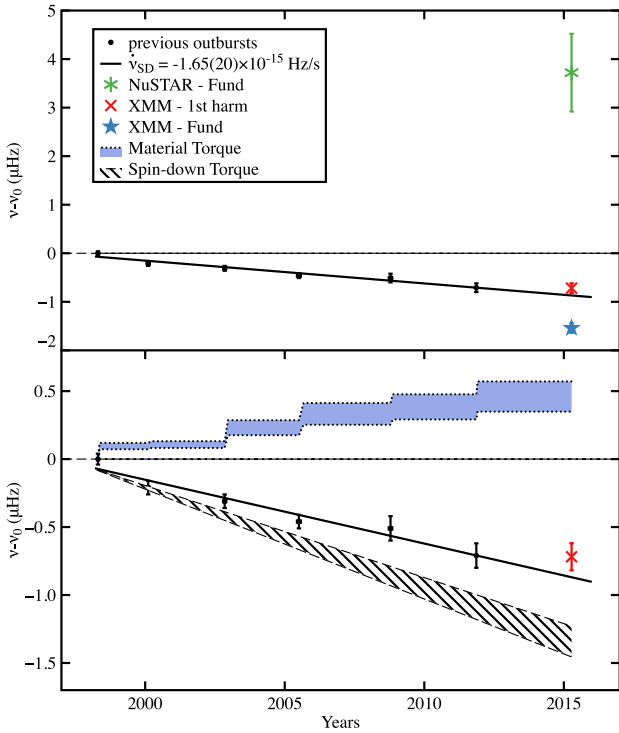 5
4
3
2
1
0
−1
−2
ν-ν₀ (μHz)
previous outbursts
ν̇_SD = -1.65(20)×10⁻¹⁵ Hz/s
NuSTAR - Fund
XMM - 1st harm
XMM - Fund
Material Torque
Spin-down Torque
0.5
0
−0.5
−1.0
−1.5
ν-ν₀ (μHz)
2000 2005 2010 2015
Years